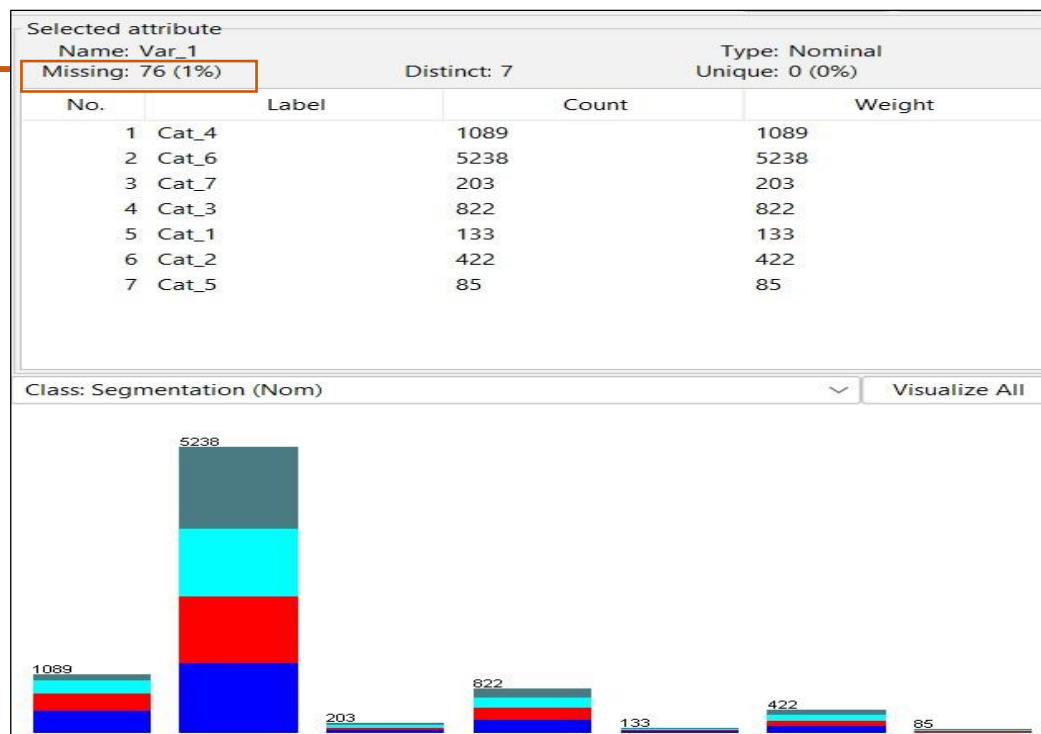 Selected attribute
Name: Var_1 Type: Nominal
Missing: 76 (1%) Distinct: 7 Unique: 0 (0%)
No. Label Count Weight
1 Cat_4 1089 1089
2 Cat_6 5238 5238
3 Cat_7 203 203
4 Cat_3 822 822
5 Cat_1 133 133
6 Cat_2 422 422
7 Cat_5 85 85
Class: Segmentation (Nom) Visualize All
5238
1089
822
422
203
133
85